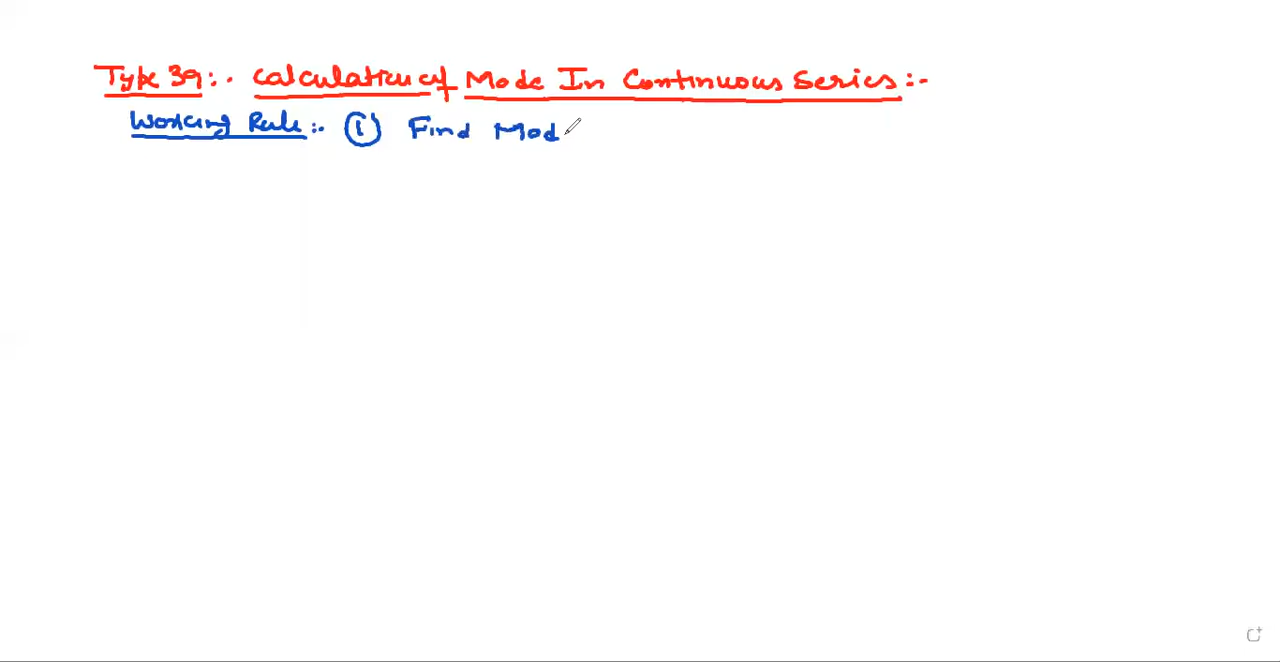 Type 39:- Calculation of Mode In Continuous Series:-
Working Rule:- (1) Find Mod